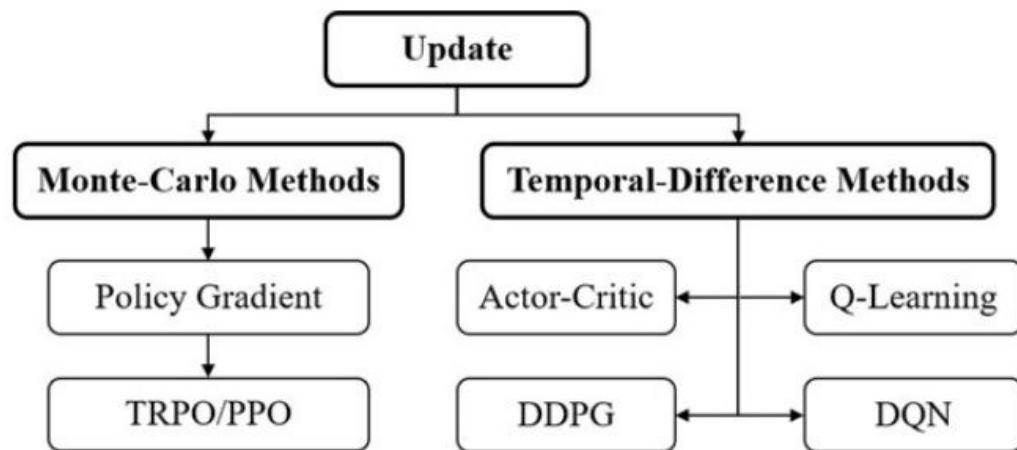 Update
Monte-Carlo Methods
Temporal-Difference Methods
Policy Gradient
Actor-Critic
Q-Learning
TRPO/PPO
DDPG
DQN